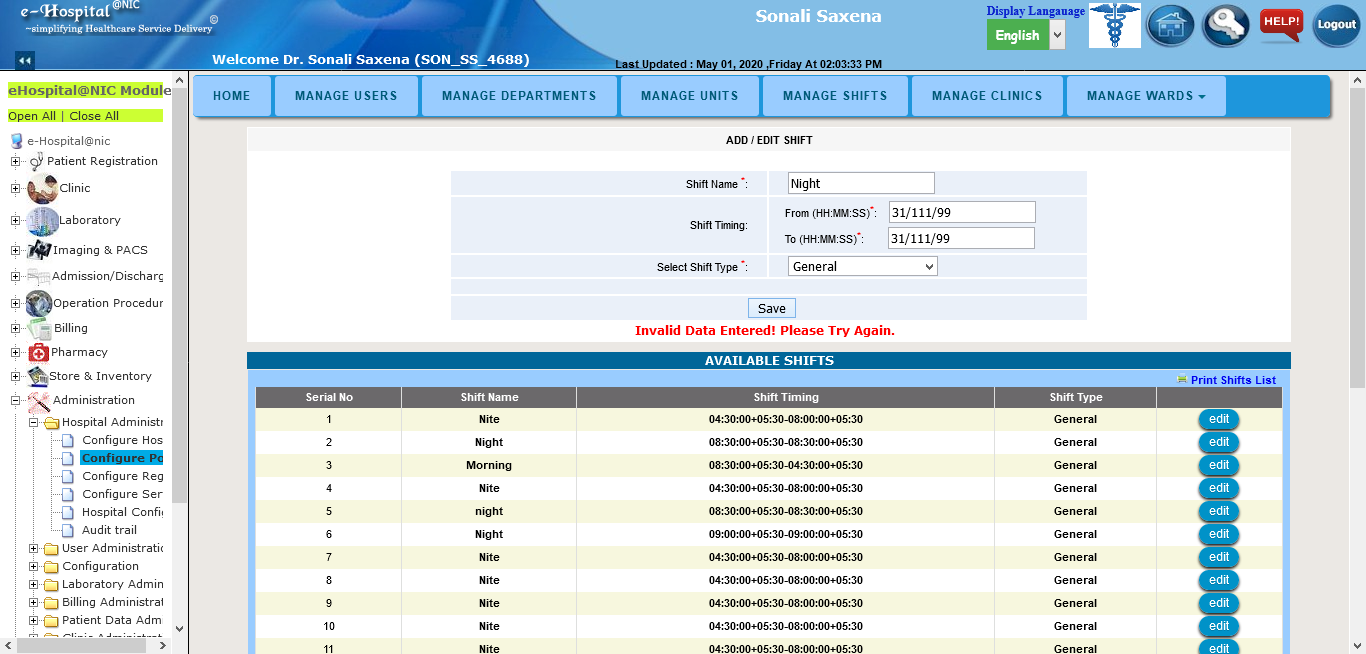 e-Hospital @NIC
~simplifying Healthcare Service Delivery ©
Sonali Saxena
Display Langauage
English
HELP!
Logout
Welcome Dr. Sonali Saxena (SON_SS_4688)
Last Updated : May 01, 2020 ,Friday At 02:03:33 PM
eHospital@NIC Module
Open All | Close All
e-Hospital@nic
Patient Registration
Clinic
Laboratory
Imaging & PACS
Admission/Discharg
Operation Procedur
Billing
Pharmacy
Store & Inventory
Administration
Hospital Administr
Configure Hos
Configure Po
Configure Reg
Configure Ser
Hospital Config
Audit trail
User Administratio
Configuration
Laboratory Admin
Billing Administrat
Patient Data Adm
Clinic Administrat
HOME
MANAGE USERS
MANAGE DEPARTMENTS
MANAGE UNITS
MANAGE SHIFTS
MANAGE CLINICS
MANAGE WARDS
ADD / EDIT SHIFT
Shift Name *: Night
Shift Timing:
From (HH:MM:SS)*: 31/111/99
To (HH:MM:SS)*: 31/111/99
Select Shift Type *: General
Save
Invalid Data Entered! Please Try Again.
AVAILABLE SHIFTS
Print Shifts List
Serial No Shift Name Shift Timing Shift Type
1 Nite 04:30:00+05:30-08:00:00+05:30 General edit
2 Night 08:30:00+05:30-08:30:00+05:30 General edit
3 Morning 08:30:00+05:30-04:30:00+05:30 General edit
4 Nite 04:30:00+05:30-08:00:00+05:30 General edit
5 night 08:30:00+05:30-08:30:00+05:30 General edit
6 Night 09:00:00+05:30-09:00:00+05:30 General edit
7 Nite 04:30:00+05:30-08:00:00+05:30 General edit
8 Nite 04:30:00+05:30-08:00:00+05:30 General edit
9 Nite 04:30:00+05:30-08:00:00+05:30 General edit
10 Nite 04:30:00+05:30-08:00:00+05:30 General edit
11 Nite 04:30:00+05:30-08:00:00+05:30 General edit